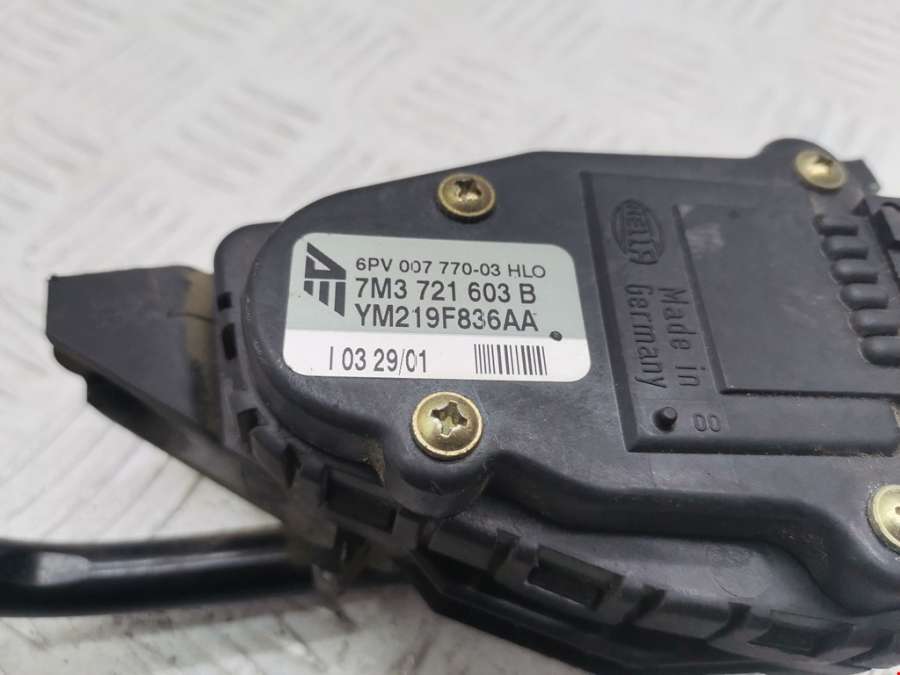 6PV 007 770-03 HLO
7M3 721 603 B
YM219F836AA
I 03 29/01
HELLA
Made in
Germany
00